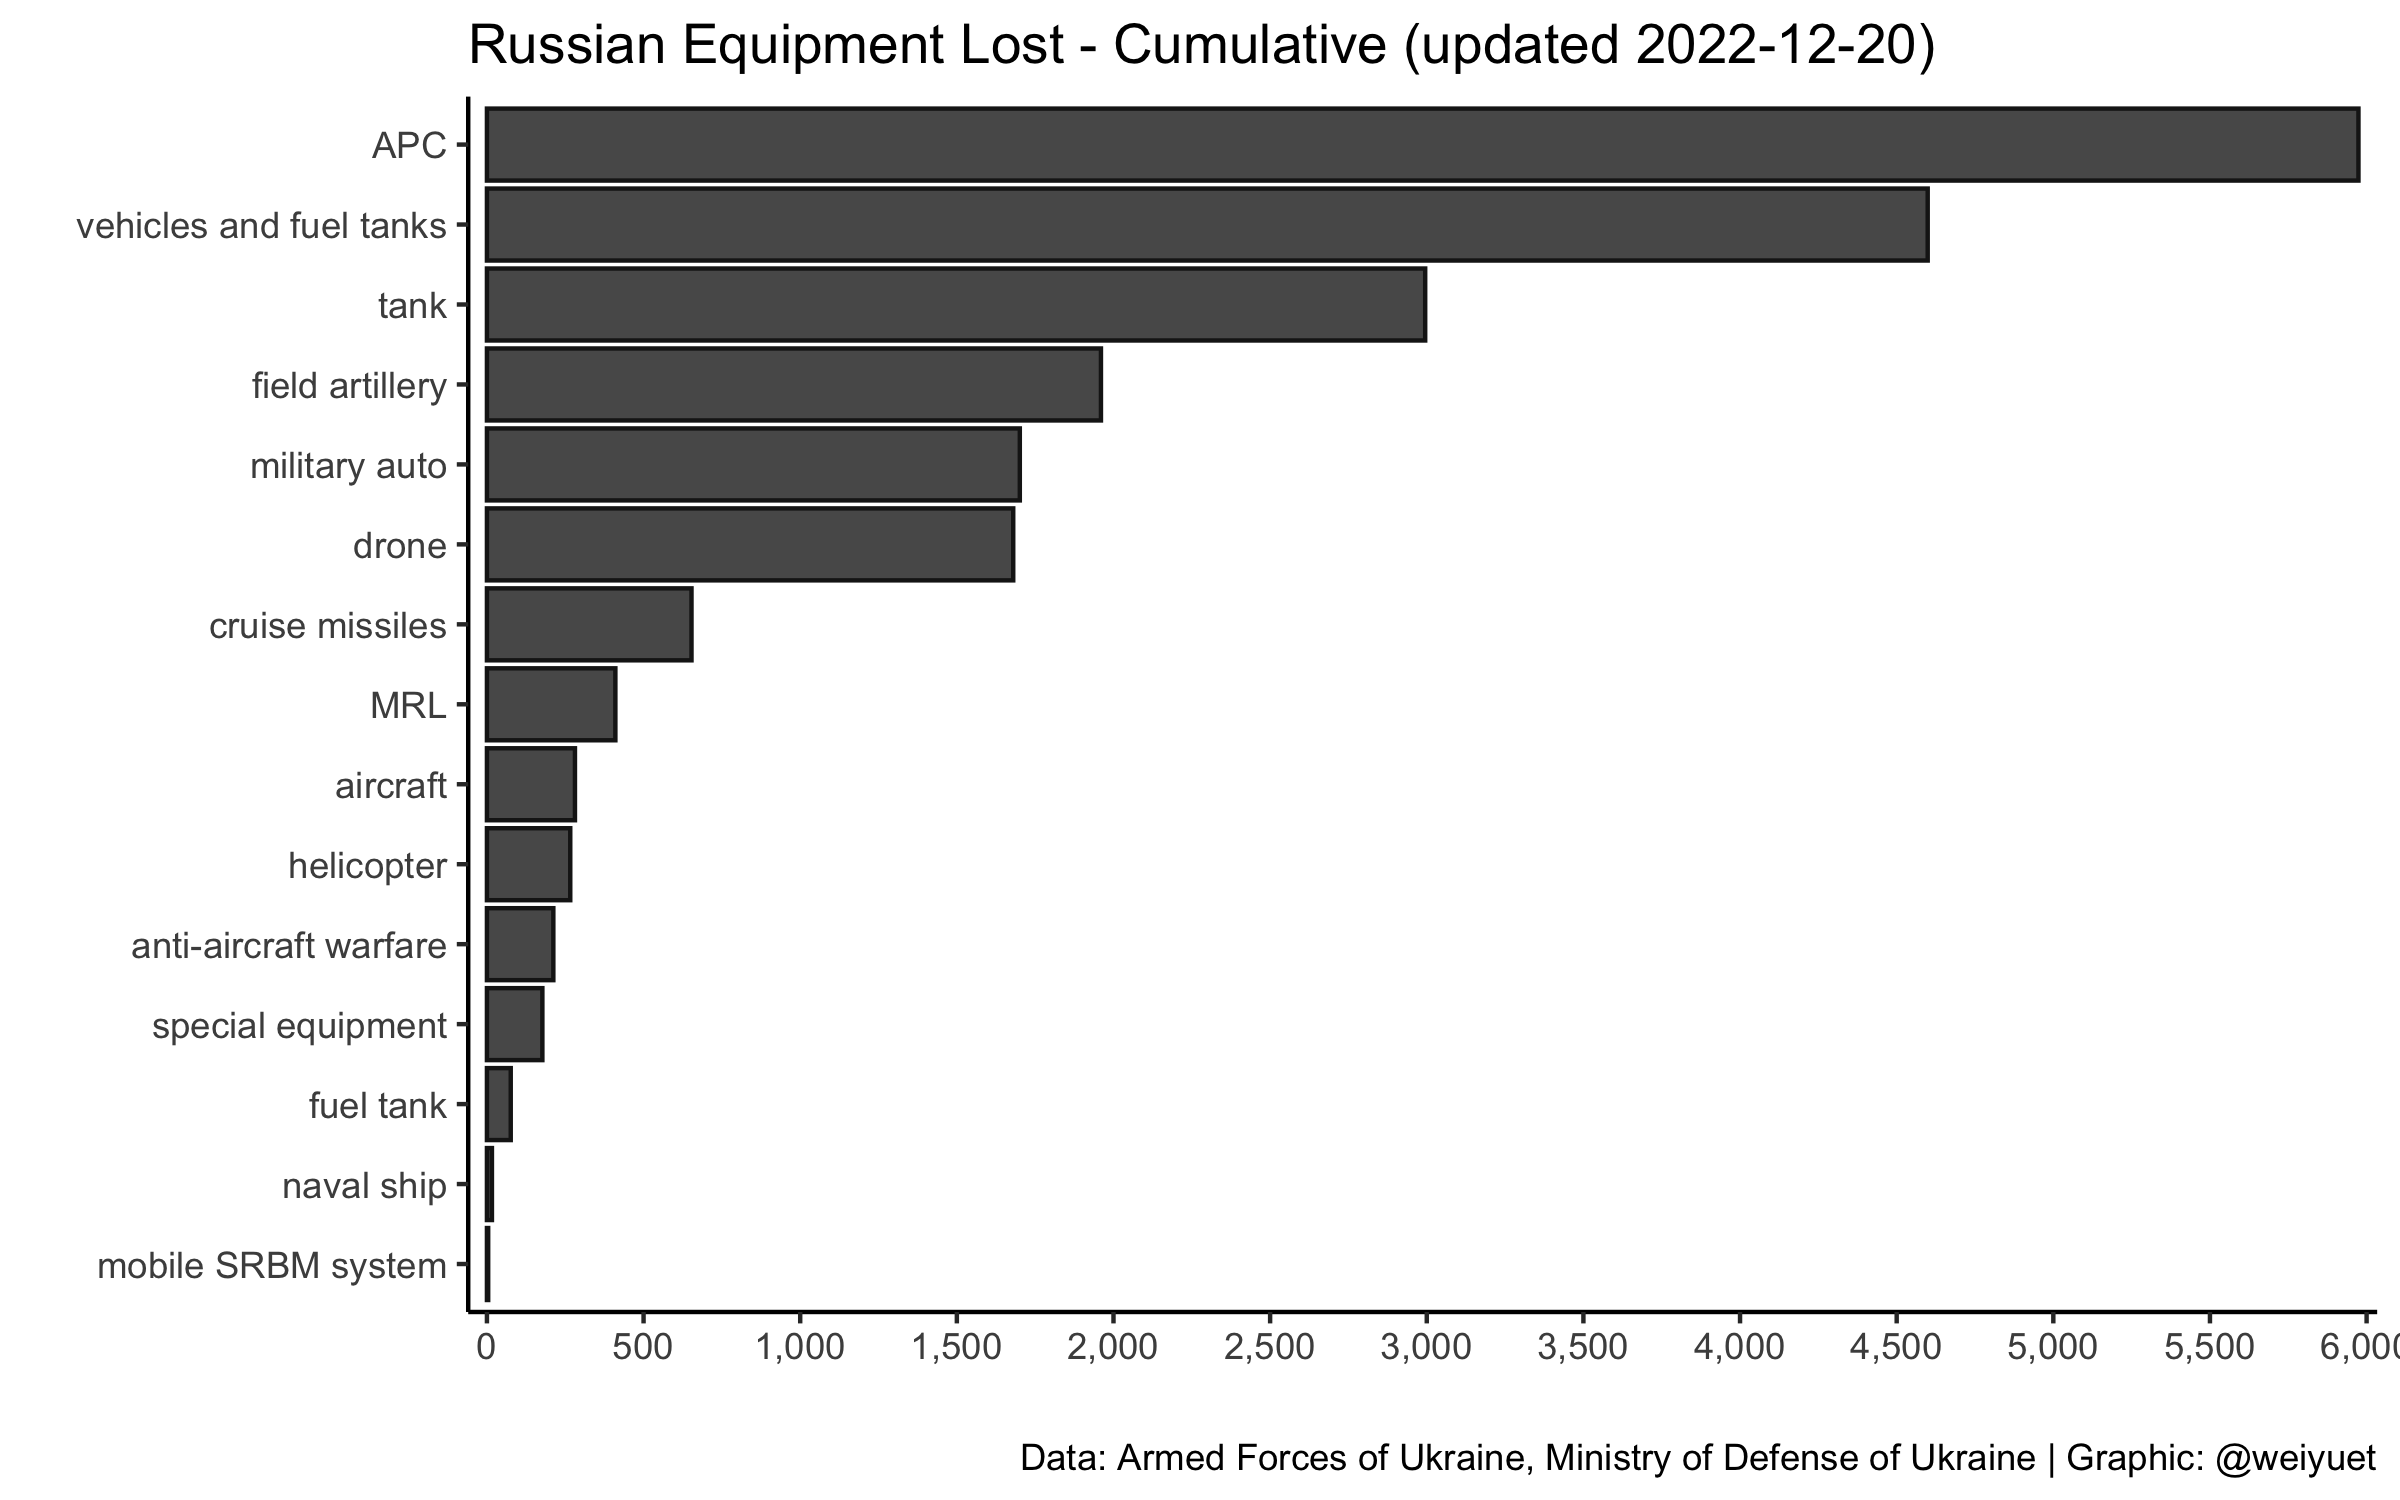 Russian Equipment Lost - Cumulative (updated 2022-12-20)
APC
vehicles and fuel tanks
tank
field artillery
military auto
drone
cruise missiles
MRL
aircraft
helicopter
anti-aircraft warfare
special equipment
fuel tank
naval ship
mobile SRBM system
0 500 1,000 1,500 2,000 2,500 3,000 3,500 4,000 4,500 5,000 5,500 6,000
Data: Armed Forces of Ukraine, Ministry of Defense of Ukraine | Graphic: @weiyuet